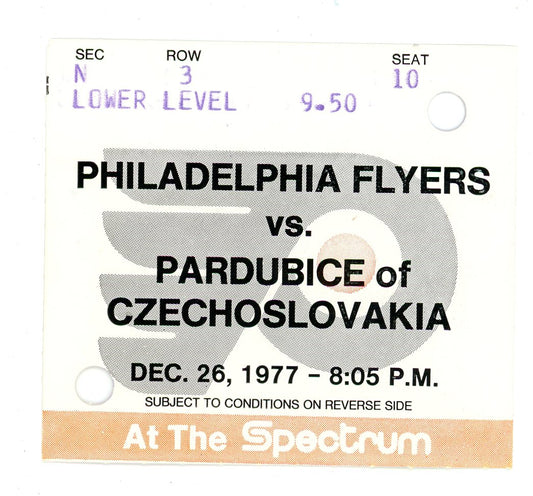 SEC ROW SEAT
N 3 10
LOWER LEVEL 9.50
PHILADELPHIA FLYERS
vs.
PARDUBICE of
CZECHOSLOVAKIA
DEC. 26, 1977 – 8:05 P.M.
SUBJECT TO CONDITIONS ON REVERSE SIDE
At The Spectrum